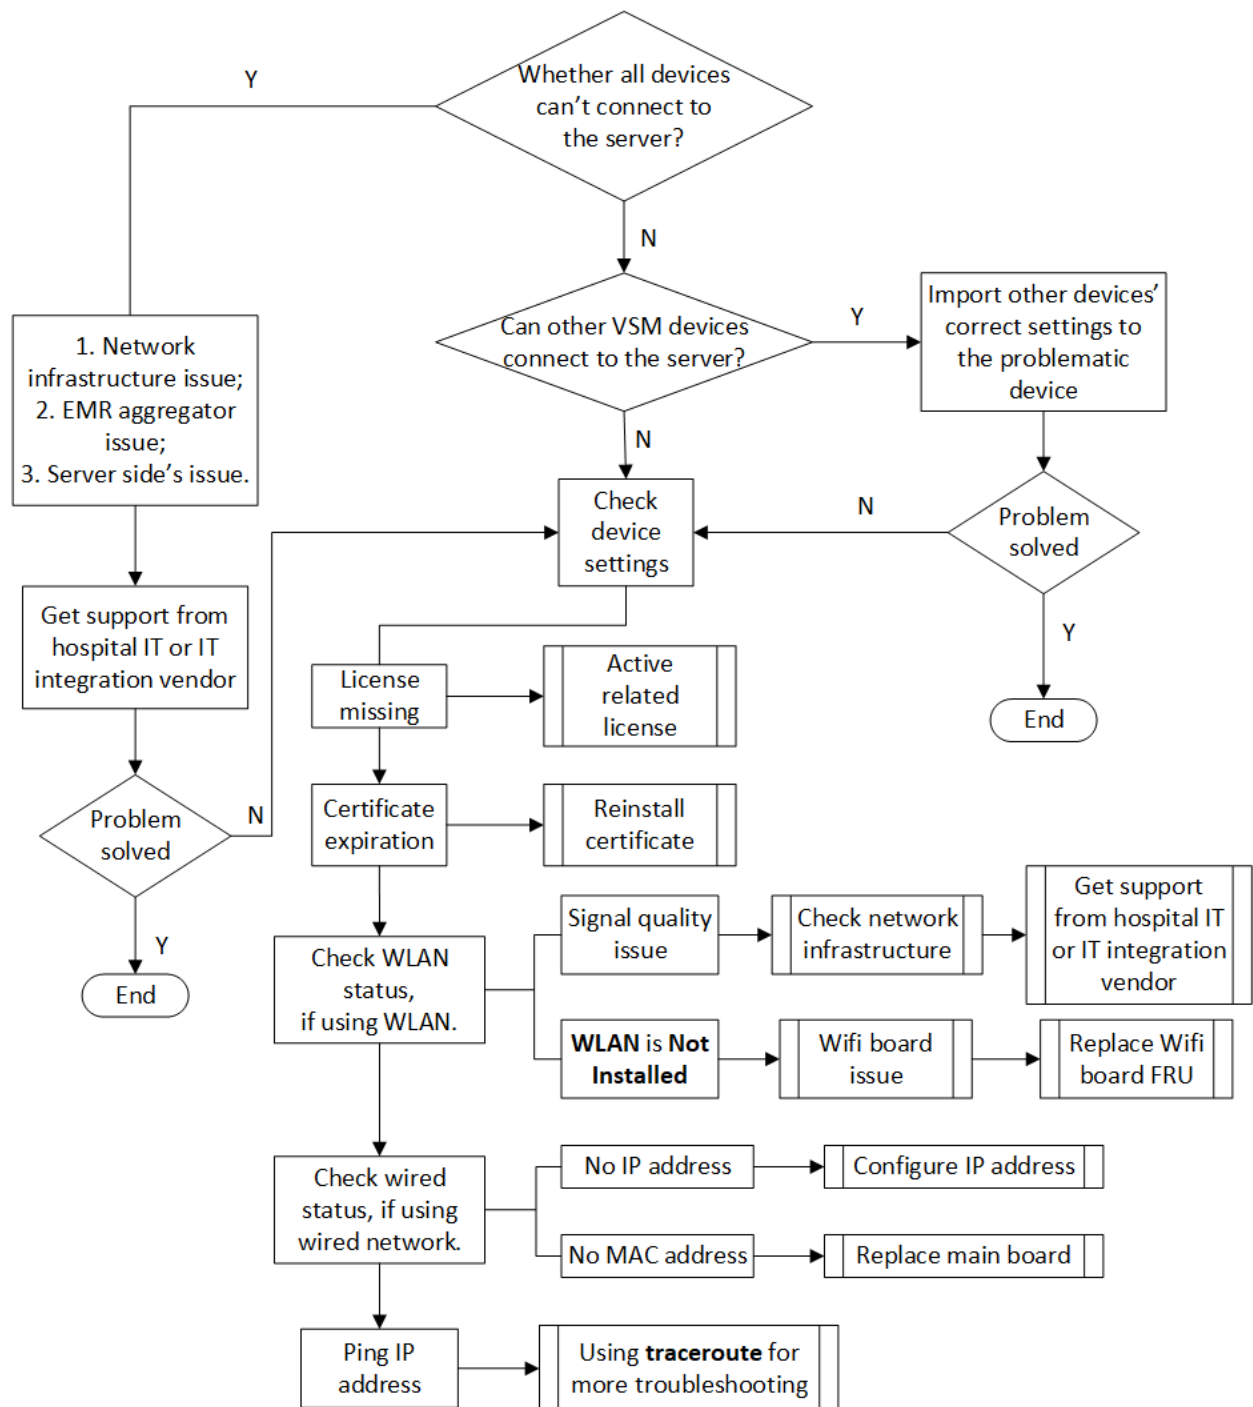 Whether all devices
can't connect to
the server?
Y
N
Can other VSM devices
connect to the server?
Y
N
Import other devices'
correct settings to
the problematic
device
1. Network
infrastructure issue;
2. EMR aggregator
issue;
3. Server side's issue.
Check
device
settings
N
Problem
solved
Y
End
Get support from
hospital IT or IT
integration vendor
Problem
solved
N
Y
End
License
missing
Active
related
license
Certificate
expiration
Reinstall
certificate
Check WLAN
status,
if using WLAN.
Signal quality
issue
Check network
infrastructure
Get support
from hospital IT
or IT integration
vendor
WLAN is Not
Installed
Wifi board
issue
Replace Wifi
board FRU
Check wired
status, if using
wired network.
No IP address
Configure IP address
No MAC address
Replace main board
Ping IP
address
Using traceroute for
more troubleshooting